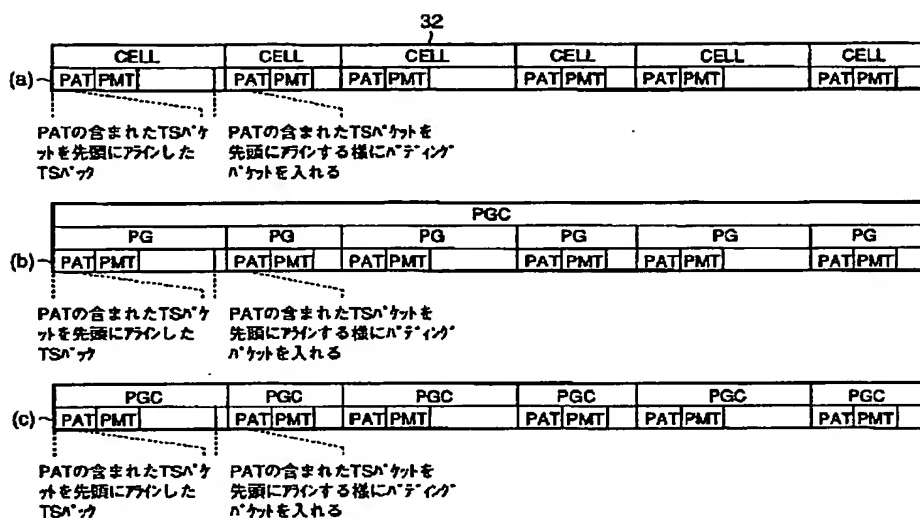 32
CELL CELL CELL CELL CELL CELL
(a) PAT PMT PAT PMT PAT PMT PAT PMT PAT PMT PAT PMT
PATの含まれたTSパケ PATの含まれたTSパケットを
ットを先頭にアラインした 先頭にアラインする様にパディング
TSパック パケットを入れる
PGC
PG PG PG PG PG PG
(b) PAT PMT PAT PMT PAT PMT PAT PMT PAT PMT PAT PMT
PATの含まれたTSパケ PATの含まれたTSパケットを
ットを先頭にアラインした 先頭にアラインする様にパディング
TSパック パケットを入れる
PGC PGC PGC PGC PGC PGC
(c) PAT PMT PAT PMT PAT PMT PAT PMT PAT PMT PAT PMT
PATの含まれたTSパケ PATの含まれたTSパケットを
ットを先頭にアラインした 先頭にアラインする様にパディング
TSパック パケットを入れる